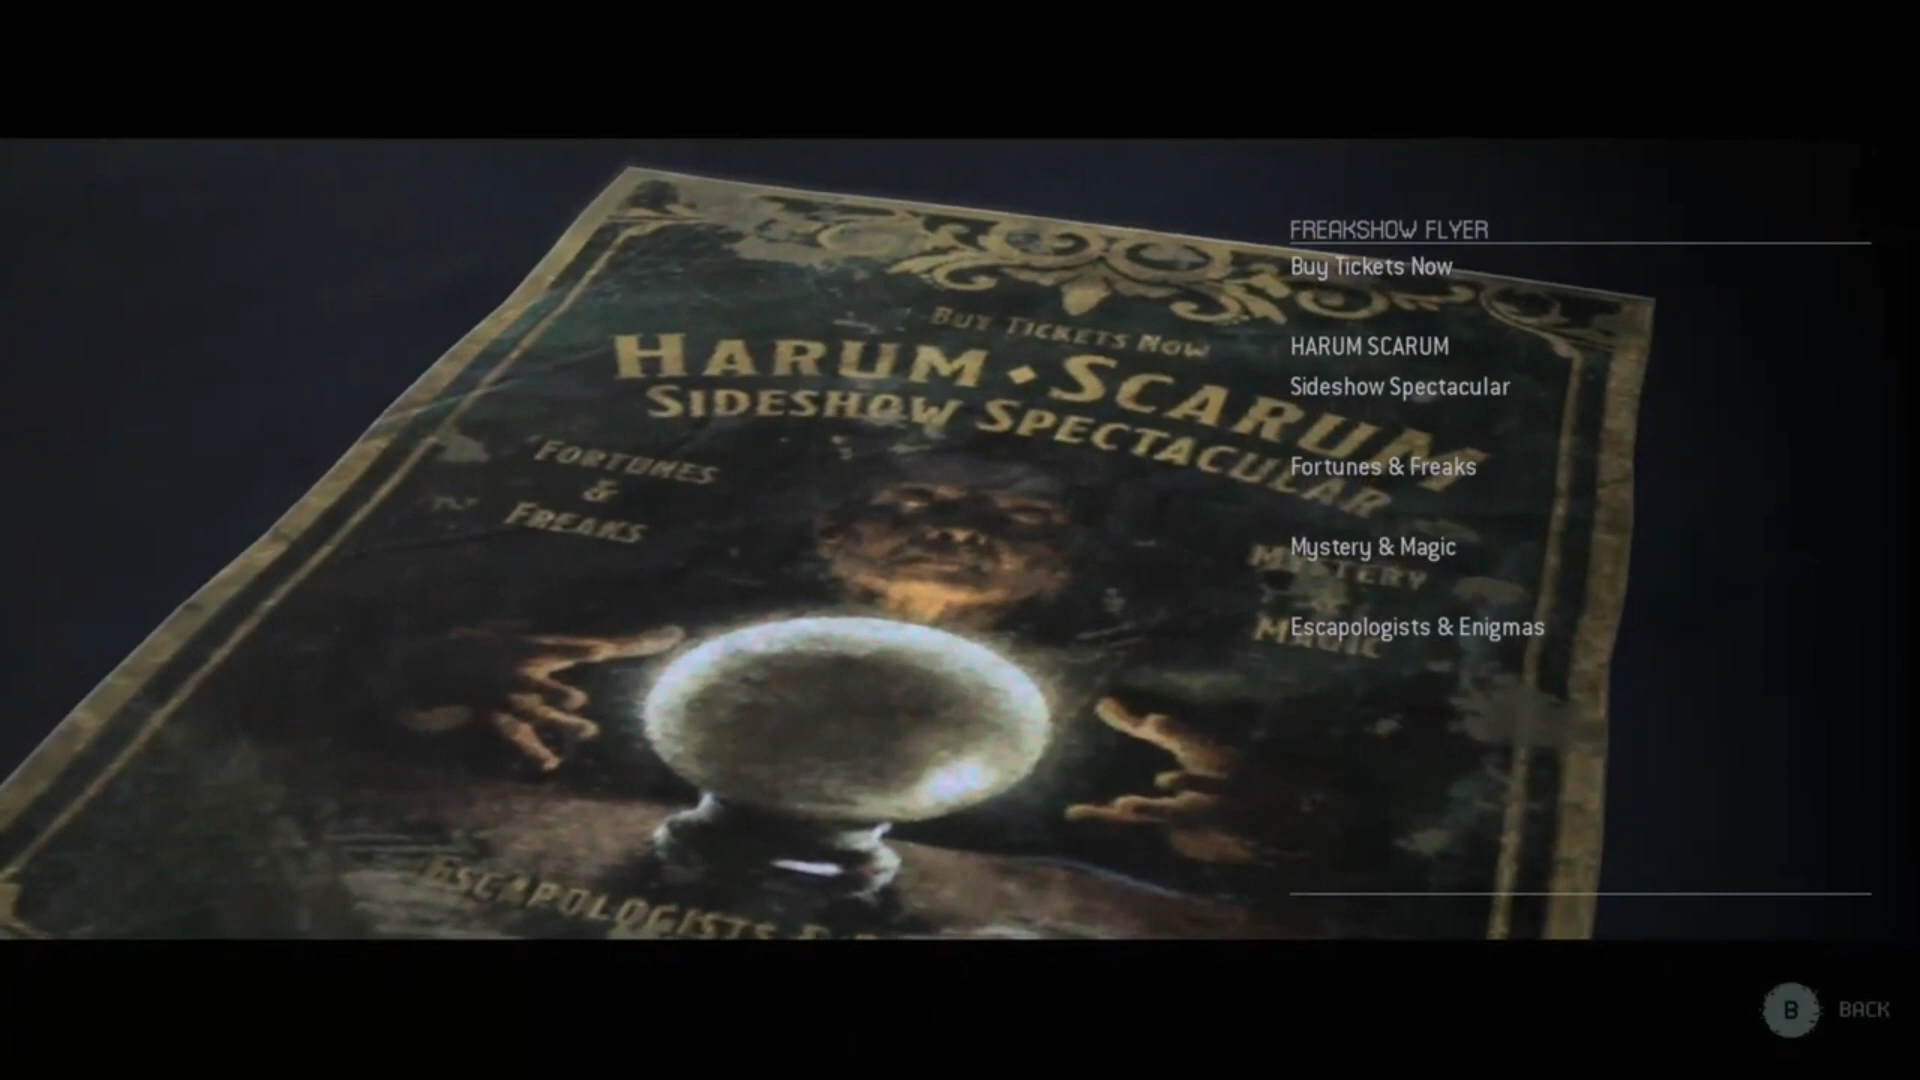 FREAKSHOW FLYER
Buy Tickets Now
HARUM SCARUM
Sideshow Spectacular
Fortunes & Freaks
Mystery & Magic
Escapologists & Enigmas
BUY TICKETS NOW
HARUM • SCARUM
SIDESHOW SPECTACULAR
FORTUNES
&
FREAKS
MYSTERY
MAGIC
ESCAPOLOGISTS &
B BACK